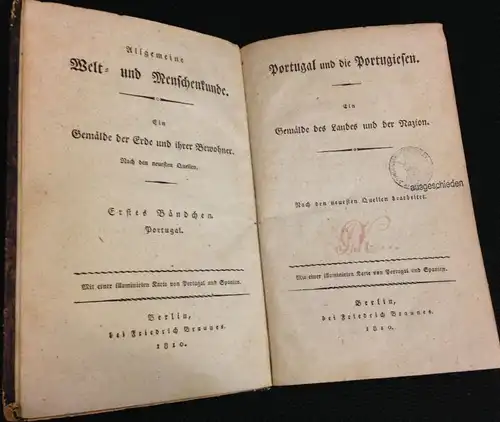 Allgemeine
Welt- und Menschenkunde.
Ein
Gemälde der Erde und ihrer Bewohner.
Nach den neuesten Quellen.
Erstes Bändchen.
Portugal.
Mit einer illuminirten Karte von Portugal und Spanien.
Berlin,
bei Friedrich Braunes.
1810.
Portugal und die Portugiesen.
Ein
Gemälde des Landes und der Nazion.
ausgeschieden
Nach den neuesten Quellen bearbeitet.
Mit einer illuminirten Karte von Portugal und Spanien.
Berlin,
bei Friedrich Braunes.
1810.